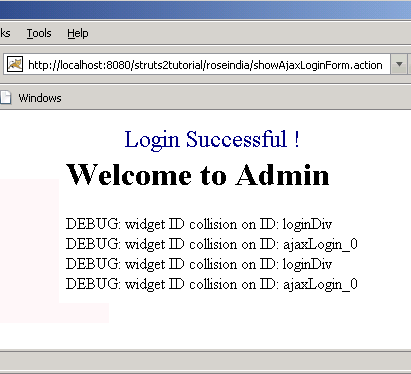 ks Tools Help
http://localhost:8080/struts2tutorial/roseindia/showAjaxLoginForm.action
Windows
Login Successful !
Welcome to Admin
DEBUG: widget ID collision on ID: loginDiv
DEBUG: widget ID collision on ID: ajaxLogin_0
DEBUG: widget ID collision on ID: loginDiv
DEBUG: widget ID collision on ID: ajaxLogin_0